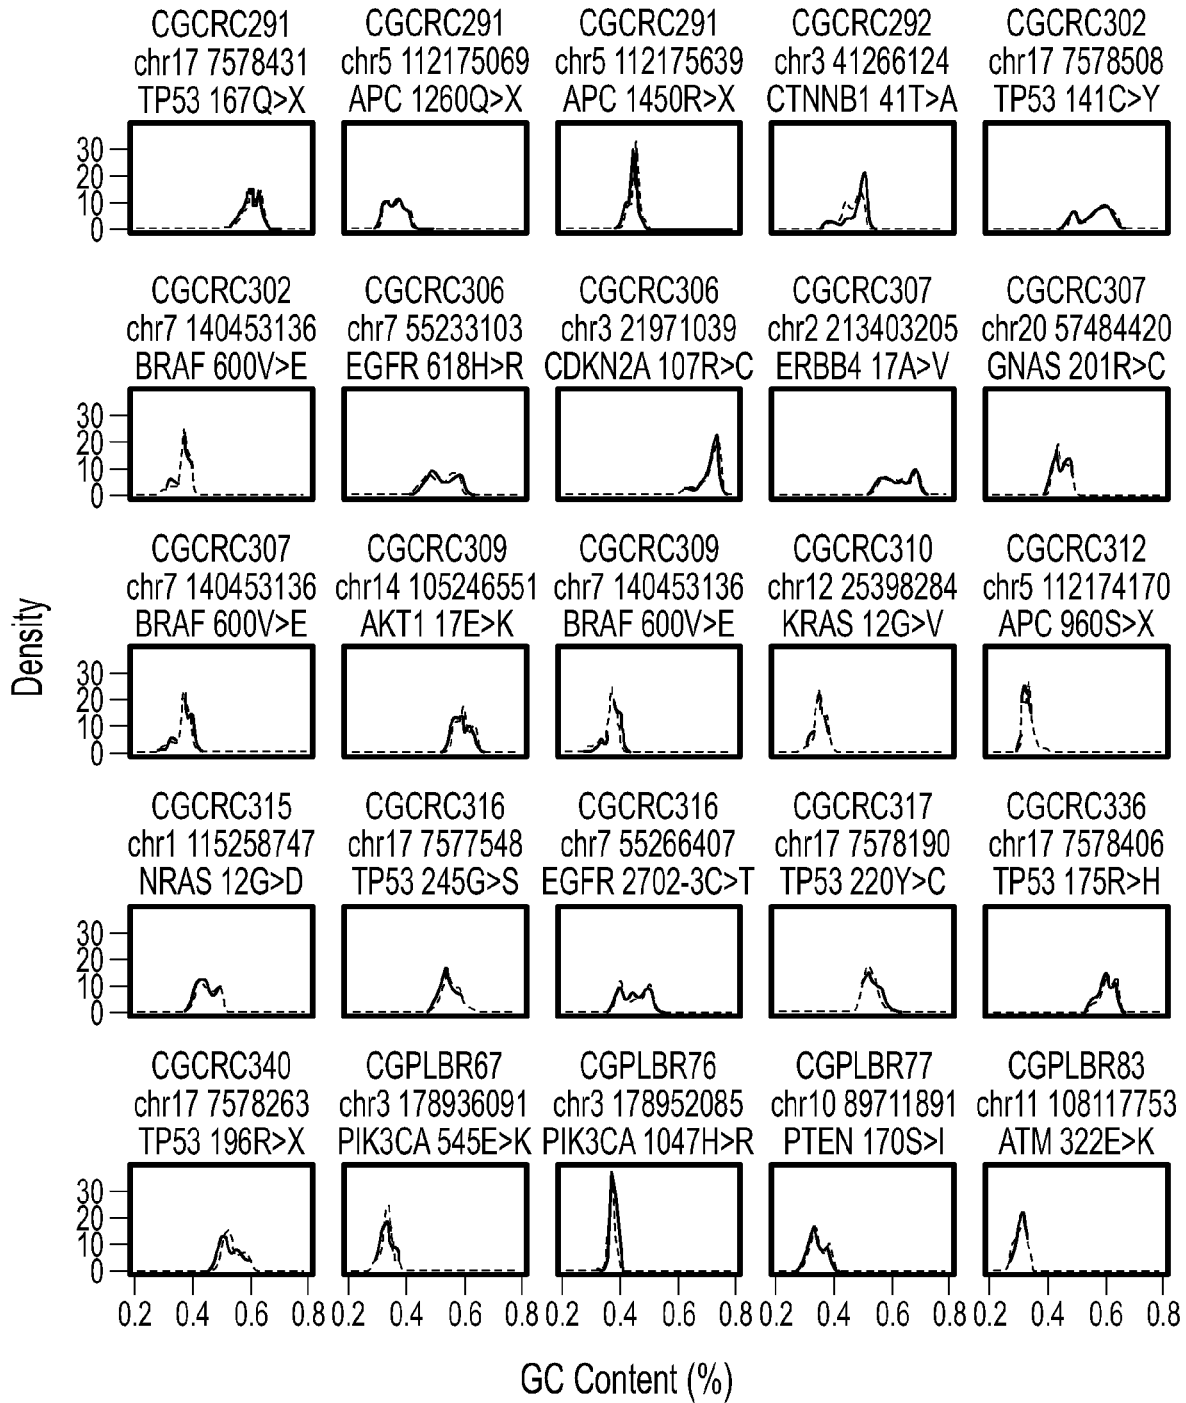 CGCRC291 CGCRC291 CGCRC291 CGCRC292 CGCRC302
chr17 7578431 chr5 112175069 chr5 112175639 chr3 41266124 chr17 7578508
TP53 167Q>X APC 1260Q>X APC 1450R>X CTNNB1 41T>A TP53 141C>Y
30
20
10
0
CGCRC302 CGCRC306 CGCRC306 CGCRC307 CGCRC307
chr7 140453136 chr7 55233103 chr3 21971039 chr2 213403205 chr20 57484420
BRAF 600V>E EGFR 618H>R CDKN2A 107R>C ERBB4 17A>V GNAS 201R>C
30
20
10
0
CGCRC307 CGCRC309 CGCRC309 CGCRC310 CGCRC312
chr7 140453136 chr14 105246551 chr7 140453136 chr12 25398284 chr5 112174170
BRAF 600V>E AKT1 17E>K BRAF 600V>E KRAS 12G>V APC 960S>X
Density
30
20
10
0
CGCRC315 CGCRC316 CGCRC316 CGCRC317 CGCRC336
chr1 115258747 chr17 7577548 chr7 55266407 chr17 7578190 chr17 7578406
NRAS 12G>D TP53 245G>S EGFR 2702-3C>T TP53 220Y>C TP53 175R>H
30
20
10
0
CGCRC340 CGPLBR67 CGPLBR76 CGPLBR77 CGPLBR83
chr17 7578263 chr3 178936091 chr3 178952085 chr10 89711891 chr11 108117753
TP53 196R>X PIK3CA 545E>K PIK3CA 1047H>R PTEN 170S>I ATM 322E>K
30
20
10
0
0.2 0.4 0.6 0.8 0.2 0.4 0.6 0.8 0.2 0.4 0.6 0.8 0.2 0.4 0.6 0.8 0.2 0.4 0.6 0.8
GC Content (%)